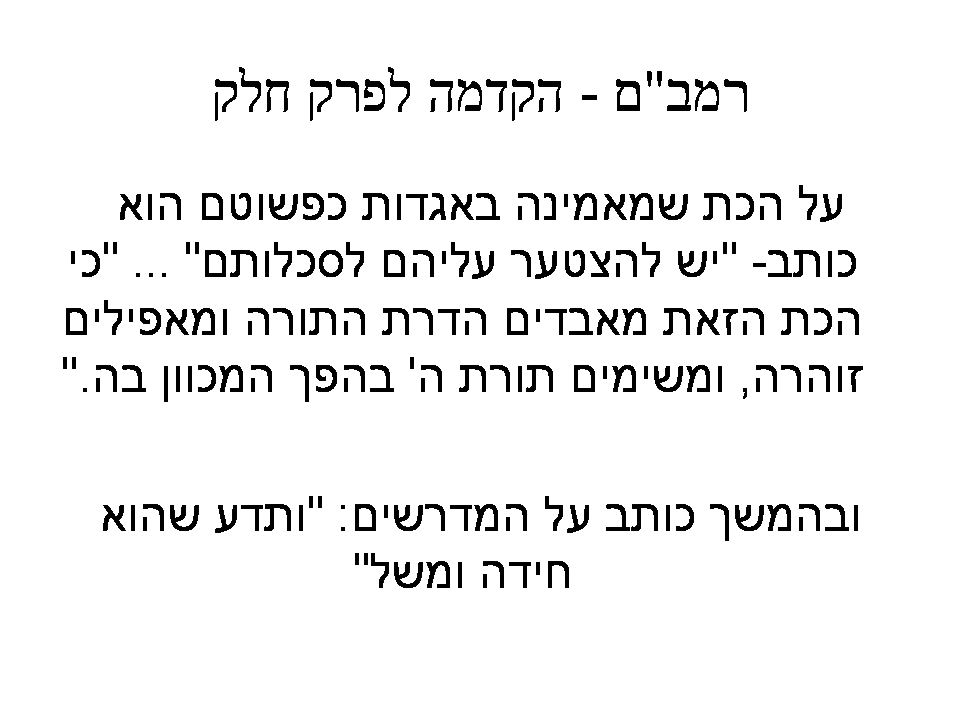 רמב"ם - הקדמה לפרק חלק
על הכת שמאמינה באגדות כפשוטם הוא
כותב- "יש להצטער עליהם לסכלותם" ... "כי
הכת הזאת מאבדים הדרת התורה ומאפילים
זוהרה, ומשימים תורת ה' בהפך המכוון בה."
ובהמשך כותב על המדרשים: "ותדע שהוא
חידה ומשל"